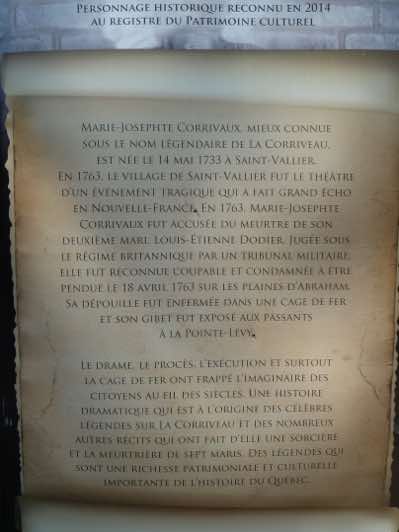 Personnage historique reconnu en 2014
au registre du Patrimoine culturel
Marie-Josephte Corrivaux, mieux connue
sous le nom légendaire de La Corriveau,
est née le 14 mai 1733 à Saint-Vallier.
En 1763, le village de Saint-Vallier fut le théâtre
d'un événement tragique qui a fait grand écho
en Nouvelle-France. En 1763, Marie-Josephte
Corrivaux fut accusée du meurtre de son
deuxième mari, Louis-Étienne Dodier. Jugée sous
le régime britannique par un tribunal militaire,
elle fut reconnue coupable et condamnée à être
pendue le 18 avril 1763 sur les plaines d'Abraham.
Sa dépouille fut enfermée dans une cage de fer
et son gibet fut exposé aux passants
à la Pointe-Lévy.
Le drame, le procès, l'exécution et surtout
la cage de fer ont frappé l'imaginaire des
citoyens au fil des siècles. Une histoire
dramatique qui est à l'origine des célèbres
légendes sur La Corriveau et des nombreux
autres récits qui ont fait d'elle une sorcière
et la meurtrière de sept maris. Des légendes qui
sont une richesse patrimoniale et culturelle
importante de l'histoire du Québec.